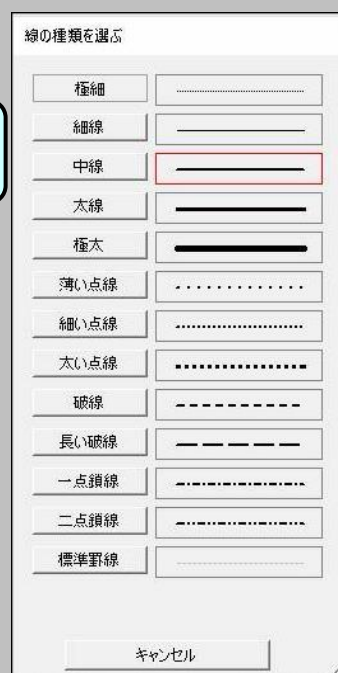 線の種類を選ぶ
極細
細線
中線
太線
極太
薄い点線
細い点線
太い点線
破線
長い破線
一点鎖線
二点鎖線
標準罫線
キャンセル